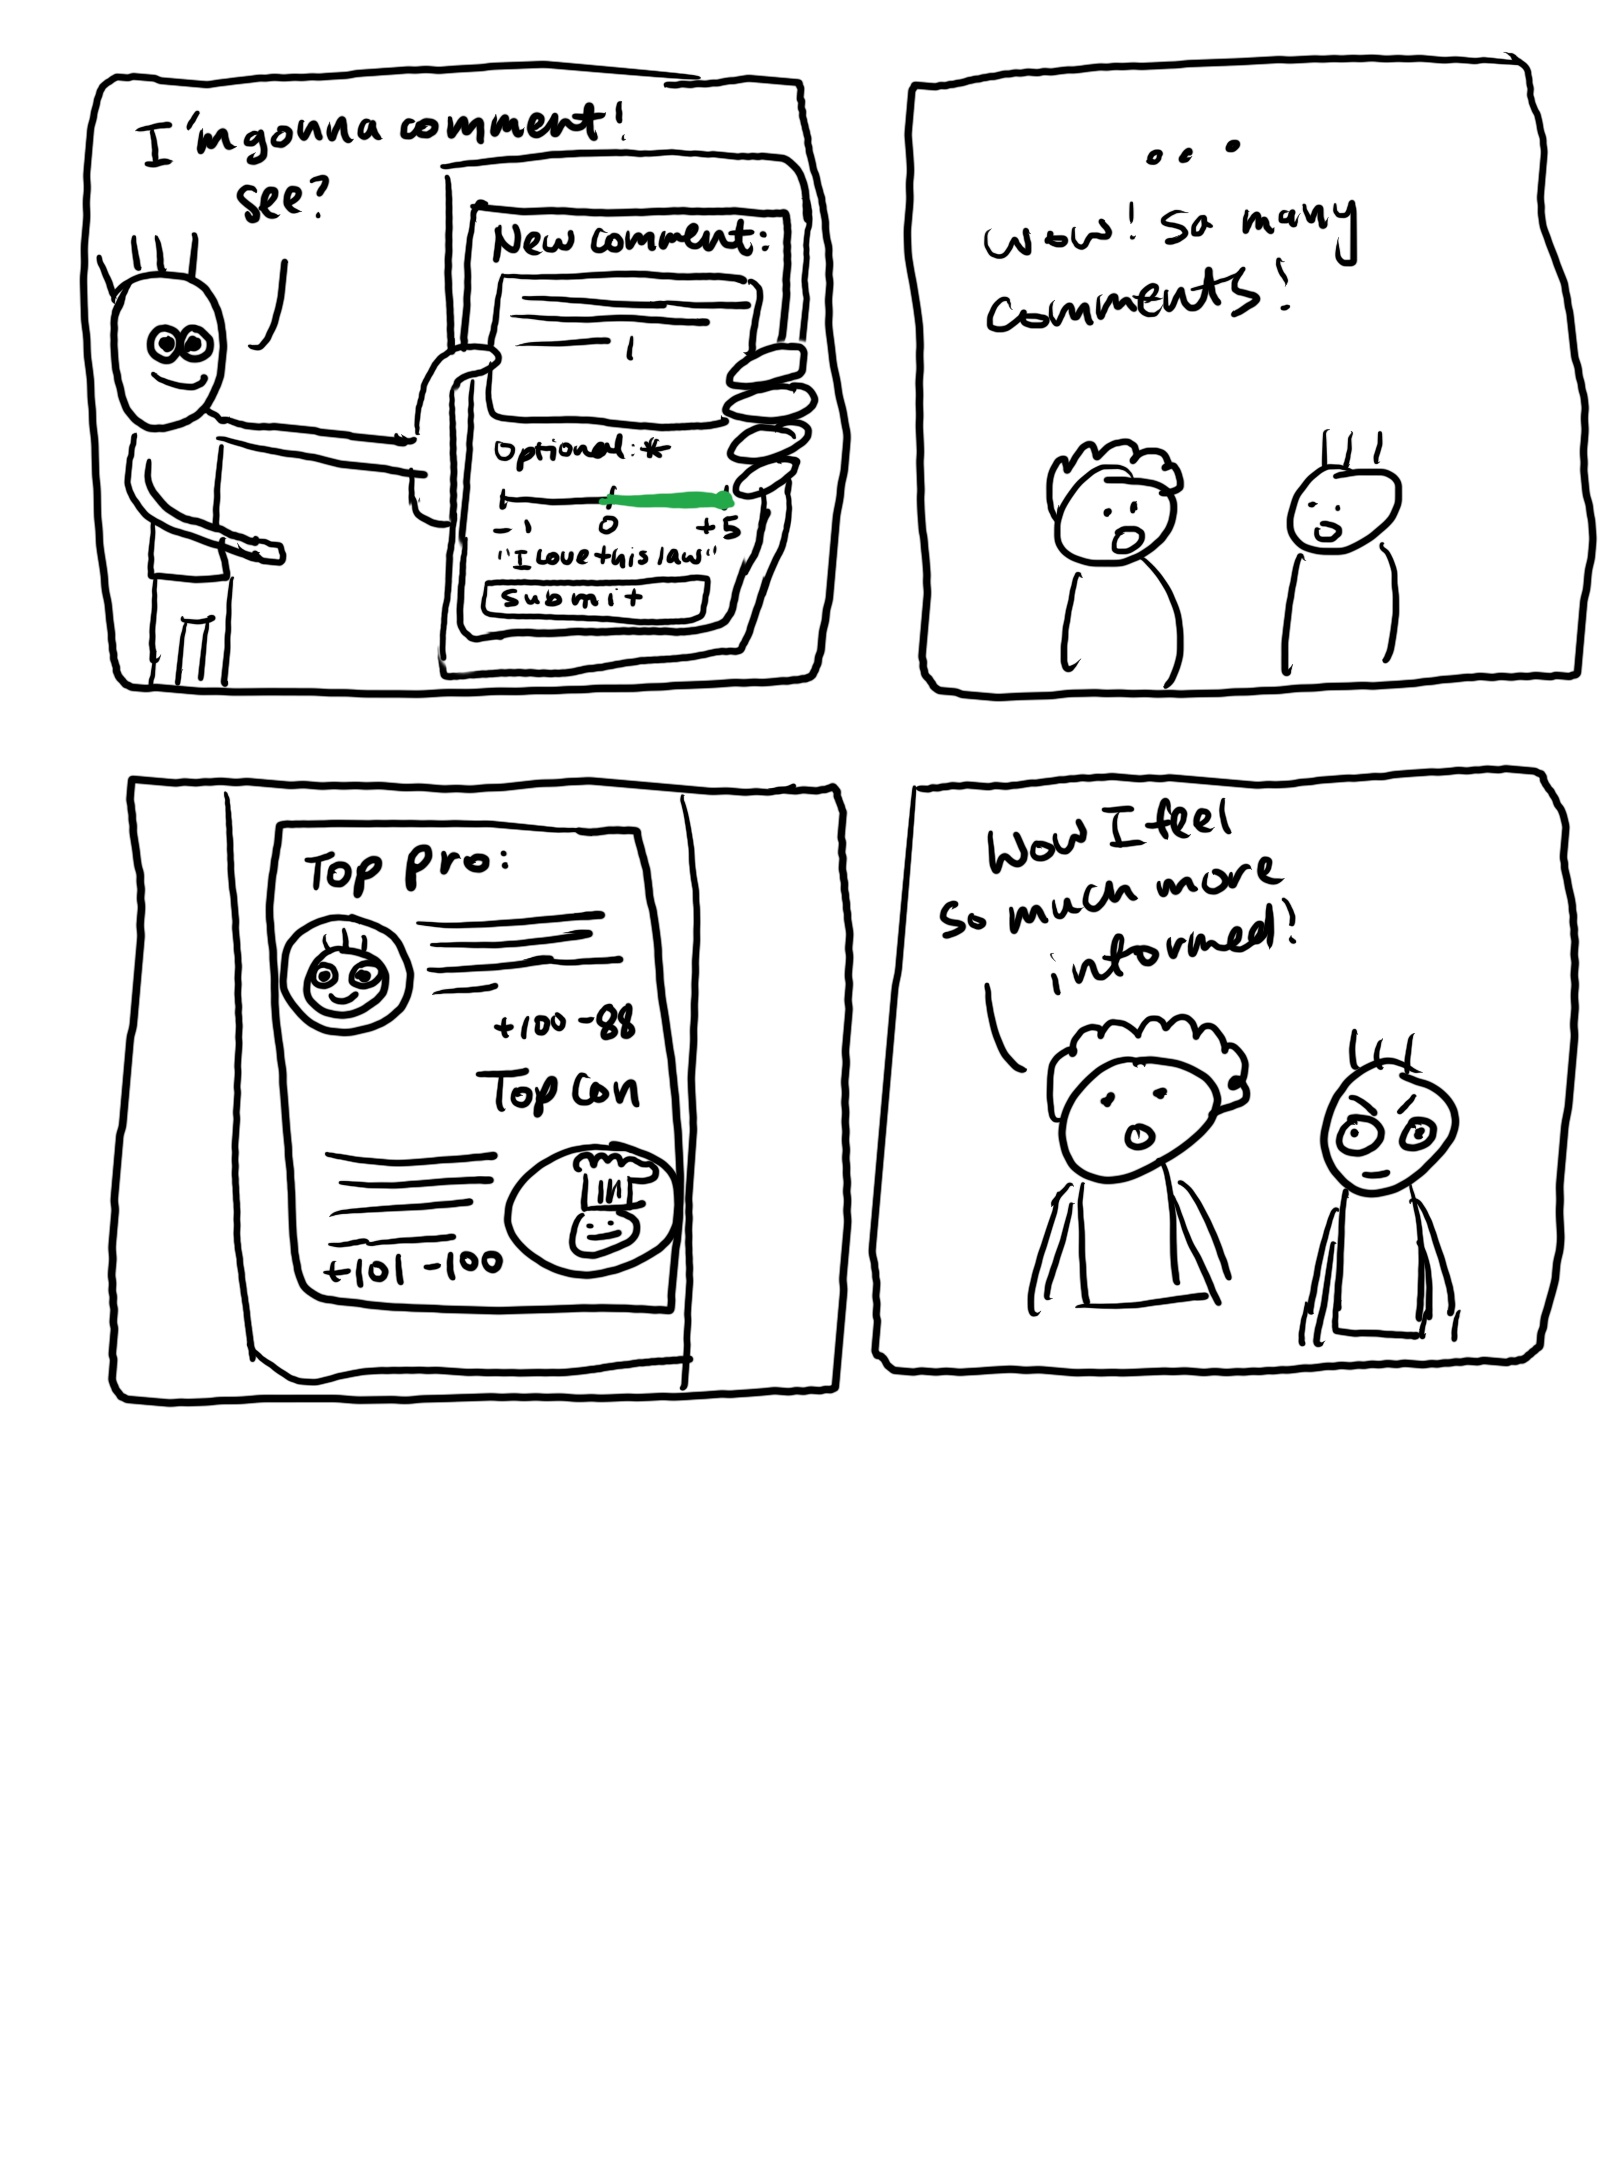 I'm gonna comment!
see?
New comment:
Optional:*
-1 0 +5
"I love this law"
submit
...
Wow! So many
comments!
Top Pro:
+100 -88
Top Con
+101 -100
Wow I feel
so much more
informed!